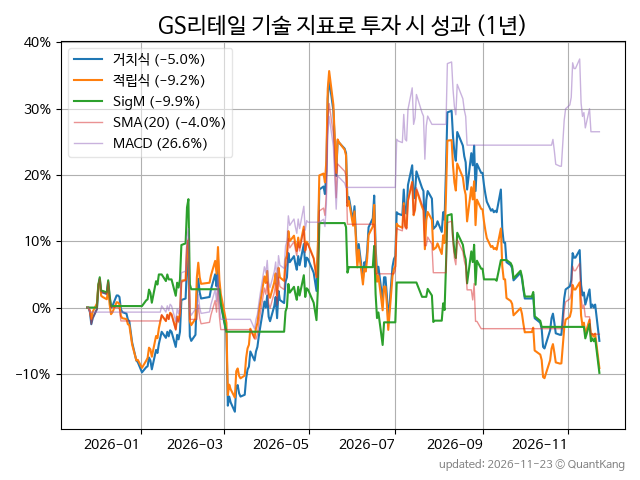 GS리테일 기술 지표로 투자 시 성과 (1년)
40%
30%
20%
10%
0%
−10%
거치식 (−5.0%)
적립식 (−9.2%)
SigM (−9.9%)
SMA(20) (−4.0%)
MACD (26.6%)
2026-01 2026-03 2026-05 2026-07 2026-09 2026-11
updated: 2026-11-23 ⓒ QuantKang